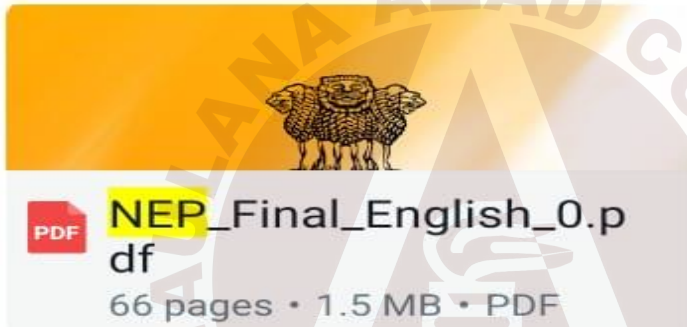 NEP_Final_English_0.p
df
PDF
66 pages • 1.5 MB • PDF